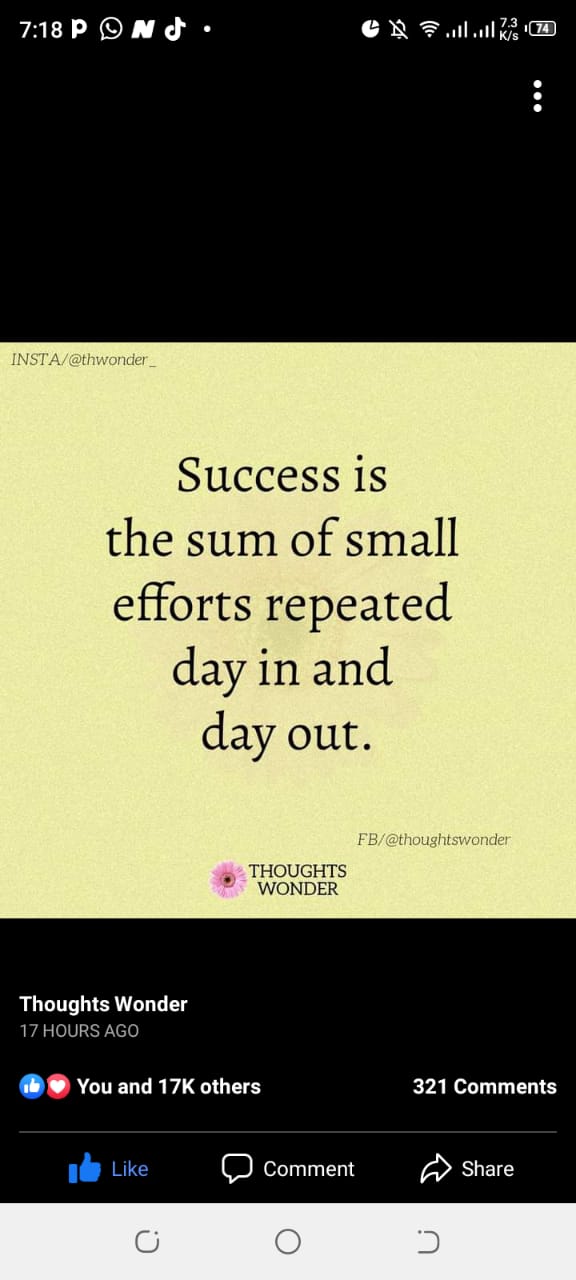 7:18
7.3
K/s
74
INSTA/@thwonder_
Success is
the sum of small
efforts repeated
day in and
day out.
FB/@thoughtswonder
THOUGHTS
WONDER
Thoughts Wonder
17 HOURS AGO
You and 17K others 321 Comments
Like Comment Share